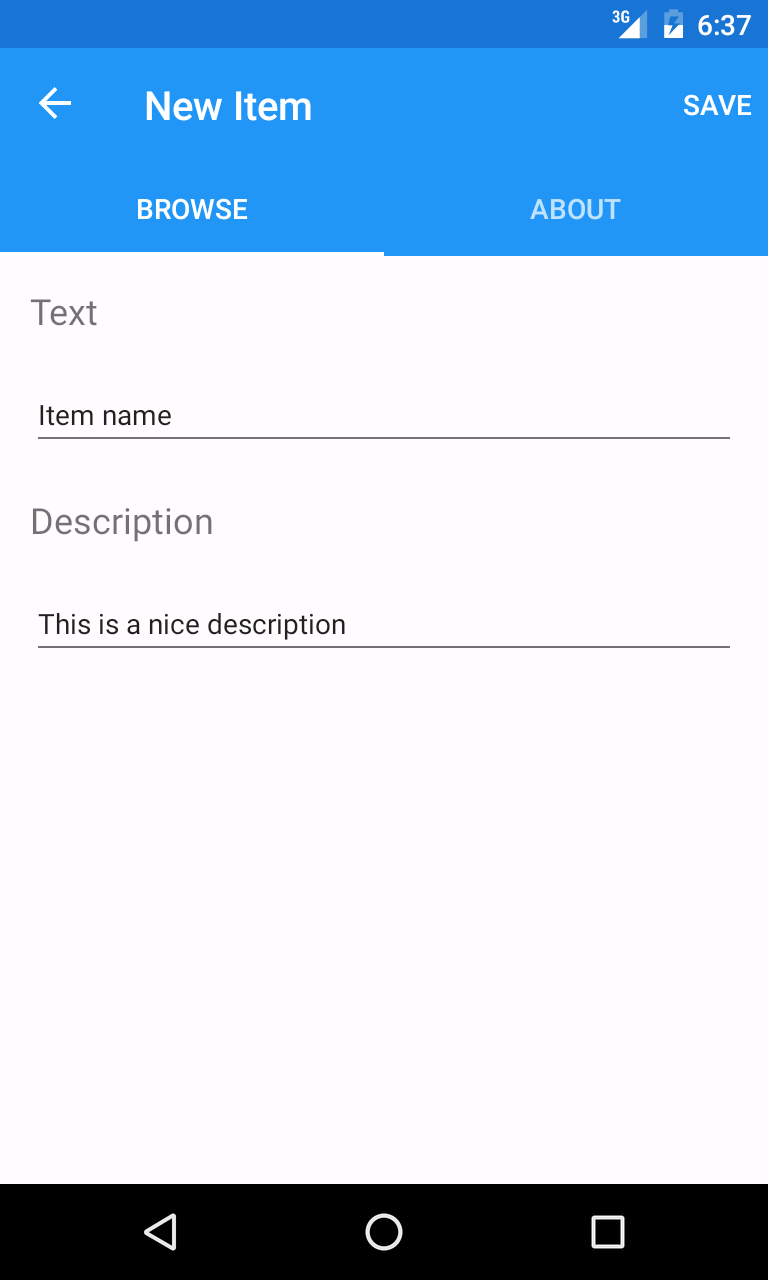 3G 6:37
New Item SAVE
BROWSE ABOUT
Text
Item name
Description
This is a nice description